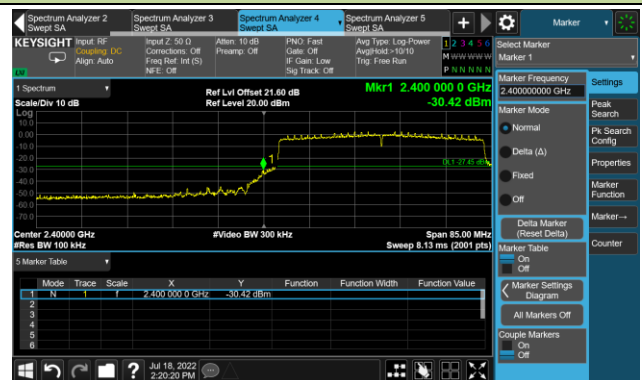 Spectrum Analyzer 2
Swept SA
Spectrum Analyzer 3
Swept SA
Spectrum Analyzer 4
Swept SA
Spectrum Analyzer 5
Swept SA
+
Marker
KEYSIGHT
Input: RF
Coupling: DC
Align: Auto
Input Z: 50 Ω
Corrections: Off
Freq Ref: Int (S)
NFE: Off
Atten: 10 dB
Preamp: Off
PNO: Fast
Gate: Off
IF Gain: Low
Sig Track: Off
Avg Type: Log-Power
Avg|Hold:>10/10
Trig: Free Run
1 2 3 4 5 6
M W W W W W
P N N N N N
LU
Select Marker
Marker 1
1 Spectrum
Scale/Div 10 dB
Ref Lvl Offset 21.60 dB
Ref Level 20.00 dBm
Mkr1 2.400 000 0 GHz
-30.42 dBm
Log
10.0
0.00
-10.0
-20.0
-30.0
-40.0
-50.0
-60.0
-70.0
1
DL1 -27.45 dBm
Center 2.40000 GHz
#Res BW 100 kHz
#Video BW 300 kHz
Span 85.00 MHz
Sweep 8.13 ms (2001 pts)
5 Marker Table
Mode Trace Scale X Y Function Function Width Function Value
1 N 1 f 2.400 000 0 GHz -30.42 dBm
2
3
4
5
6
Marker Frequency
2.400000000 GHz
Marker Mode
Normal
Delta (Δ)
Fixed
Off
Delta Marker
(Reset Delta)
Marker Table
On
Off
Marker Settings
Diagram
All Markers Off
Couple Markers
On
Off
Settings
Peak
Search
Pk Search
Config
Properties
Marker
Function
Marker→
Counter
?
Jul 18, 2022
2:20:20 PM